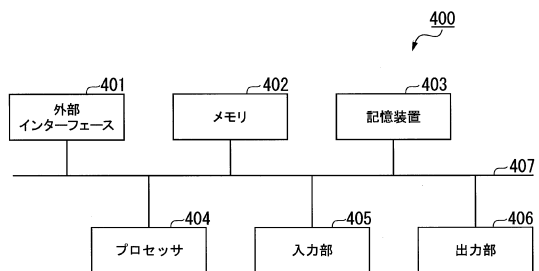 400
401
402
403
外部
インターフェース
メモリ
記憶装置
407
404
405
406
プロセッサ
入力部
出力部